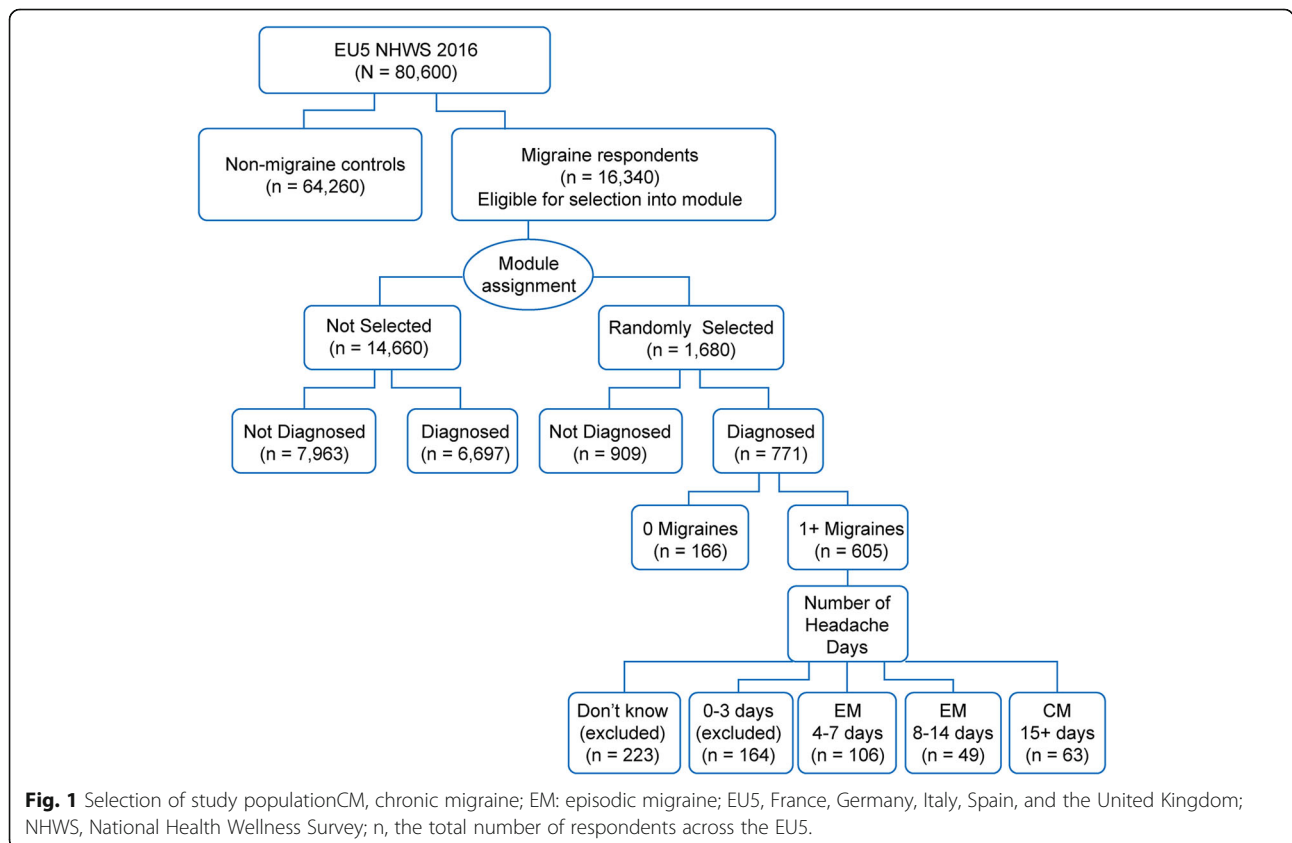 EU5 NHWS 2016
(N = 80,600)
Non-migraine controls
(n = 64,260)
Migraine respondents
(n = 16,340)
Eligible for selection into module
Module
assignment
Not Selected
(n = 14,660)
Randomly Selected
(n = 1,680)
Not Diagnosed
(n = 7,963)
Diagnosed
(n = 6,697)
Not Diagnosed
(n = 909)
Diagnosed
(n = 771)
0 Migraines
(n = 166)
1+ Migraines
(n = 605)
Number of
Headache
Days
Don't know
(excluded)
(n = 223)
0-3 days
(excluded)
(n = 164)
EM
4-7 days
(n = 106)
EM
8-14 days
(n = 49)
CM
15+ days
(n = 63)
Fig. 1 Selection of study populationCM, chronic migraine; EM: episodic migraine; EU5, France, Germany, Italy, Spain, and the United Kingdom;
NHWS, National Health Wellness Survey; n, the total number of respondents across the EU5.